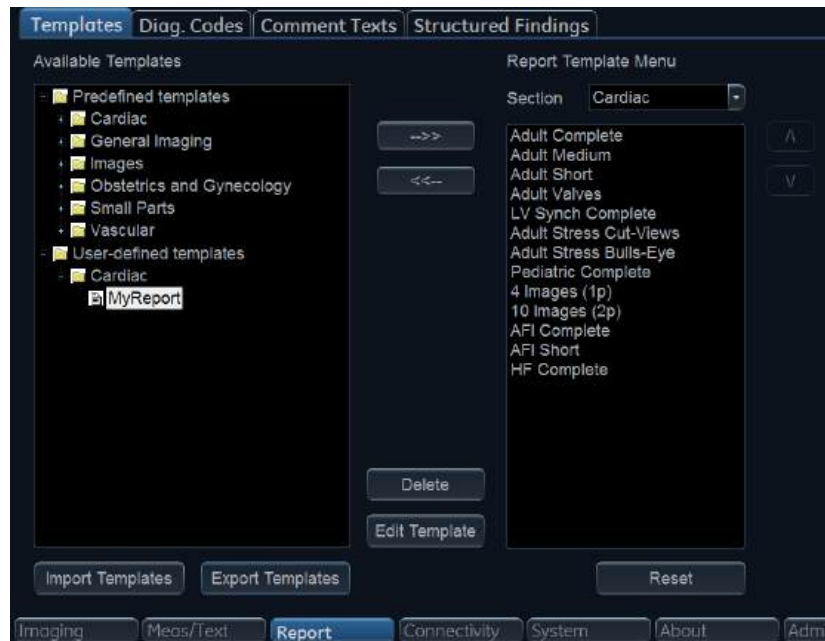 Templates Diag. Codes Comment Texts Structured Findings
Available Templates
Predefined templates
Cardiac
General Imaging
Images
Obstetrics and Gynecology
Small Parts
Vascular
User-defined templates
Cardiac
MyReport
-->>
<<--
Delete
Edit Template
Import Templates Export Templates
Report Template Menu
Section Cardiac
Adult Complete
Adult Medium
Adult Short
Adult Valves
LV Synch Complete
Adult Stress Cut-Views
Adult Stress Bulls-Eye
Pediatric Complete
4 Images (1p)
10 Images (2p)
AFI Complete
AFI Short
HF Complete
Reset
Imaging Meas/Text Report Connectivity System About Adm